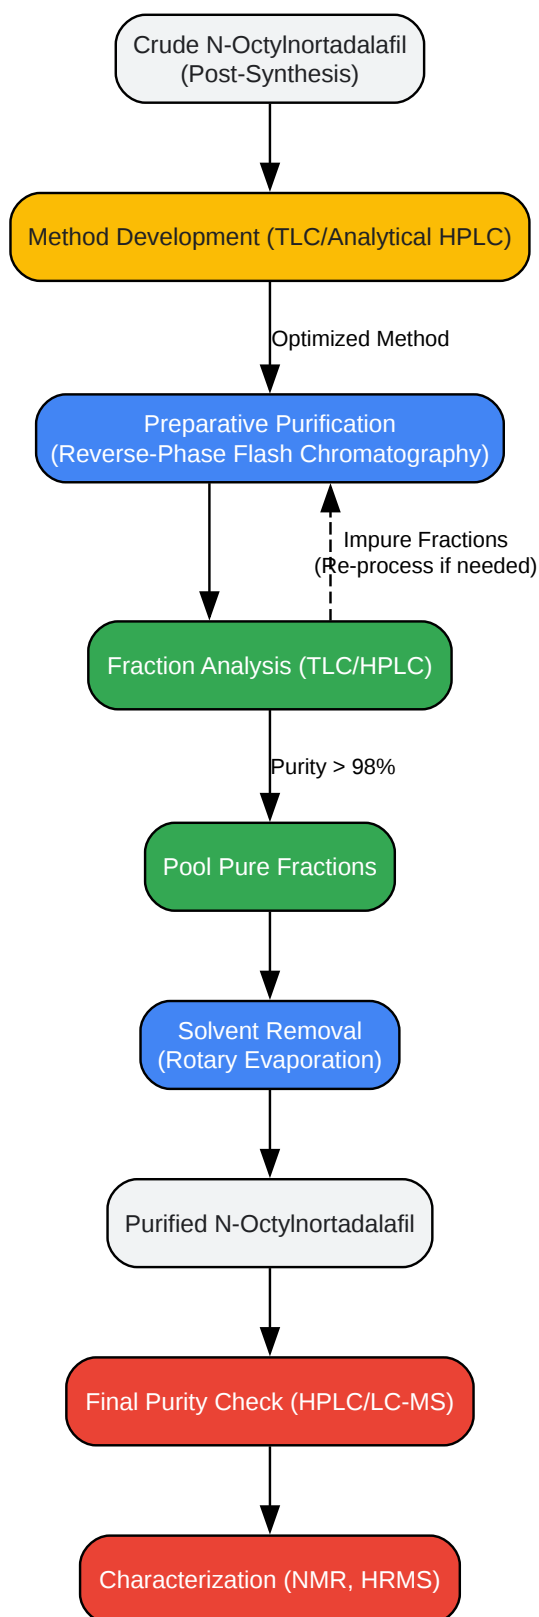 Crude N-Octylnortadalafil
(Post-Synthesis)
Method Development (TLC/Analytical HPLC)
Optimized Method
Preparative Purification
(Reverse-Phase Flash Chromatography)
Impure Fractions
(Re-process if needed)
Fraction Analysis (TLC/HPLC)
Purity > 98%
Pool Pure Fractions
Solvent Removal
(Rotary Evaporation)
Purified N-Octylnortadalafil
Final Purity Check (HPLC/LC-MS)
Characterization (NMR, HRMS)